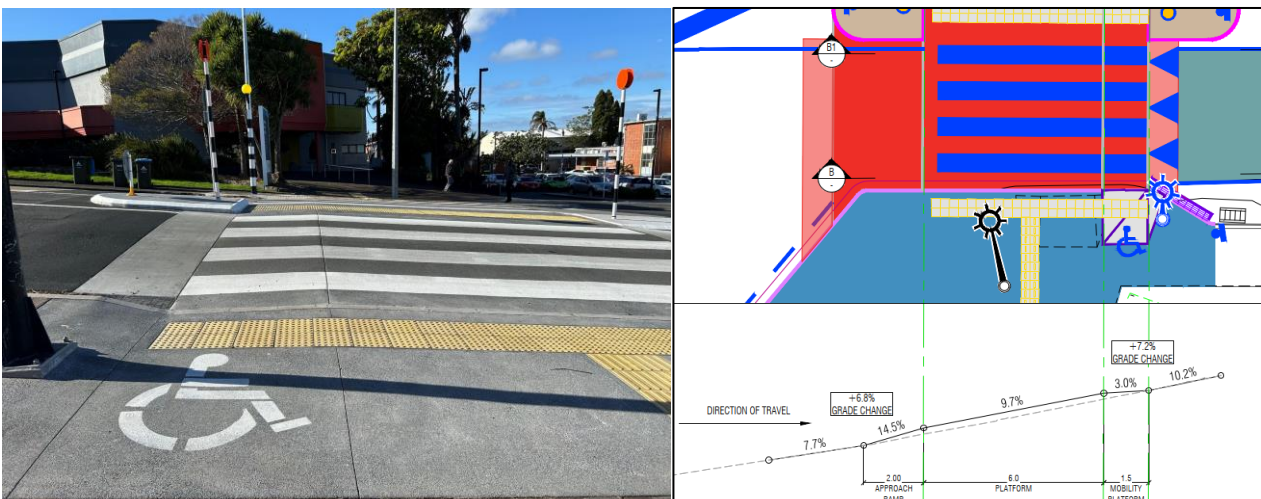 B1
-
B
-
+7.2%
GRADE CHANGE
+6.8%
GRADE CHANGE
DIRECTION OF TRAVEL
7.7%
14.5%
9.7%
3.0%
10.2%
2.00
APPROACH
RAMP
6.0
PLATFORM
1.5
MOBILITY
PLATFORM